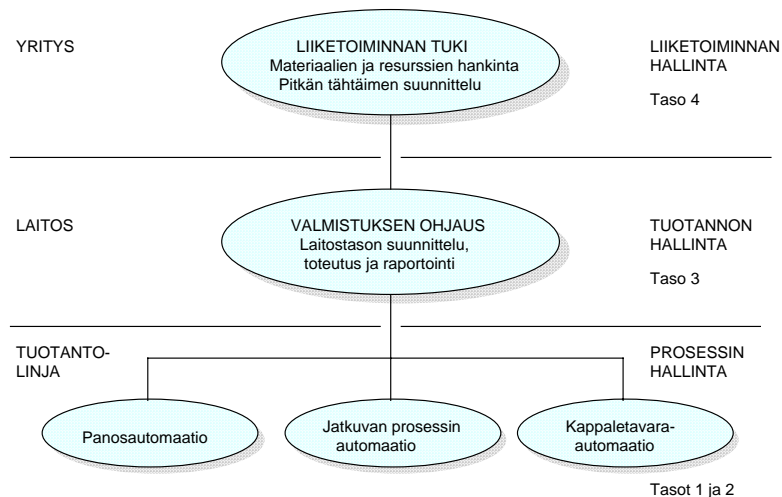 YRITYS
LIIKETOIMINNAN TUKI
Materiaalien ja resurssien hankinta
Pitkän tähtäimen suunnittelu
LIIKETOIMINNAN
HALLINTA
Taso 4
LAITOS
VALMISTUKSEN OHJAUS
Laitostason suunnittelu,
toteutus ja raportointi
TUOTANNON
HALLINTA
Taso 3
TUOTANTO-
LINJA
PROSESSIN
HALLINTA
Panosautomaatio
Jatkuvan prosessin
automaatio
Kappaletavara-
automaatio
Tasot 1 ja 2